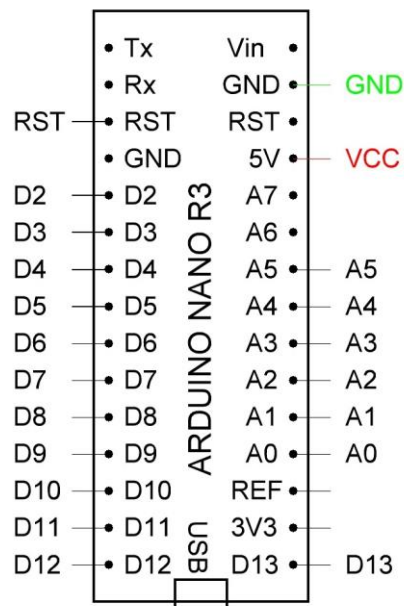 Tx Vin
Rx GND GND
RST RST RST
GND 5V VCC
D2 D2 A7
D3 D3 A6
D4 D4 A5 A5
D5 D5 A4 A4
D6 D6 A3 A3
D7 D7 A2 A2
D8 D8 A1 A1
D9 D9 A0 A0
D10 D10 REF
D11 D11 3V3
D12 D12 D13 D13
ARDUINO NANO R3
USB